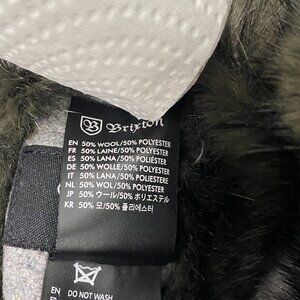 B Brixton
EN 50% WOOL/50% POLYESTER
FR 50% LAINE/50% POLYESTER
ES 50% LANA/50% POLIÉSTER
DE 50% WOLLE/50% POLYESTER
IT 50% LANA/50% POLIESTERE
NL 50% WOL/50% POLYESTER
JP 50% ウール/50% ポリエステル
KR 50% 모/50% 폴리에스터
EN DO NOT WASH